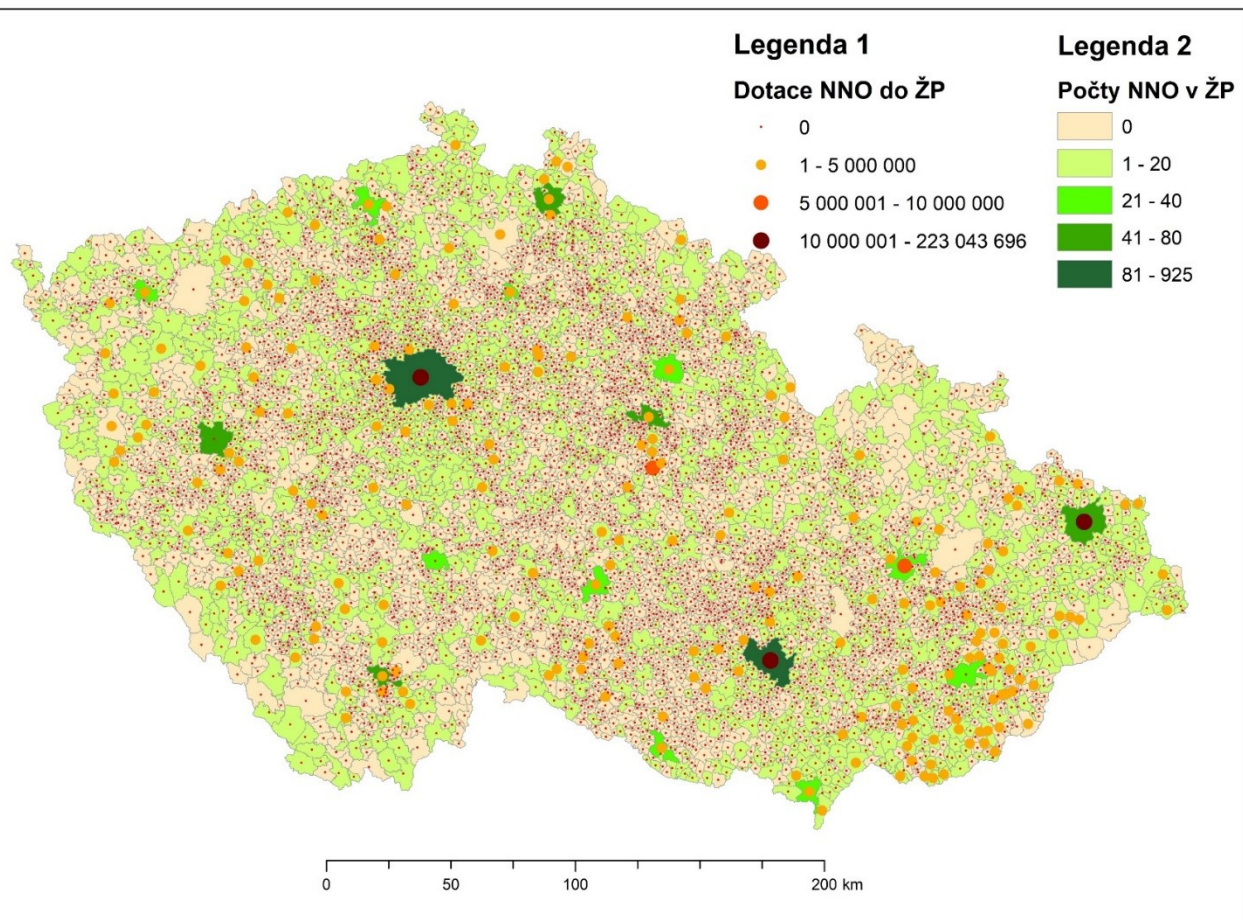 Legenda 1
Dotace NNO do ŽP
0
1 - 5 000 000
5 000 001 - 10 000 000
10 000 001 - 223 043 696
Legenda 2
Počty NNO v ŽP
0
1 - 20
21 - 40
41 - 80
81 - 925
0 50 100 200 km